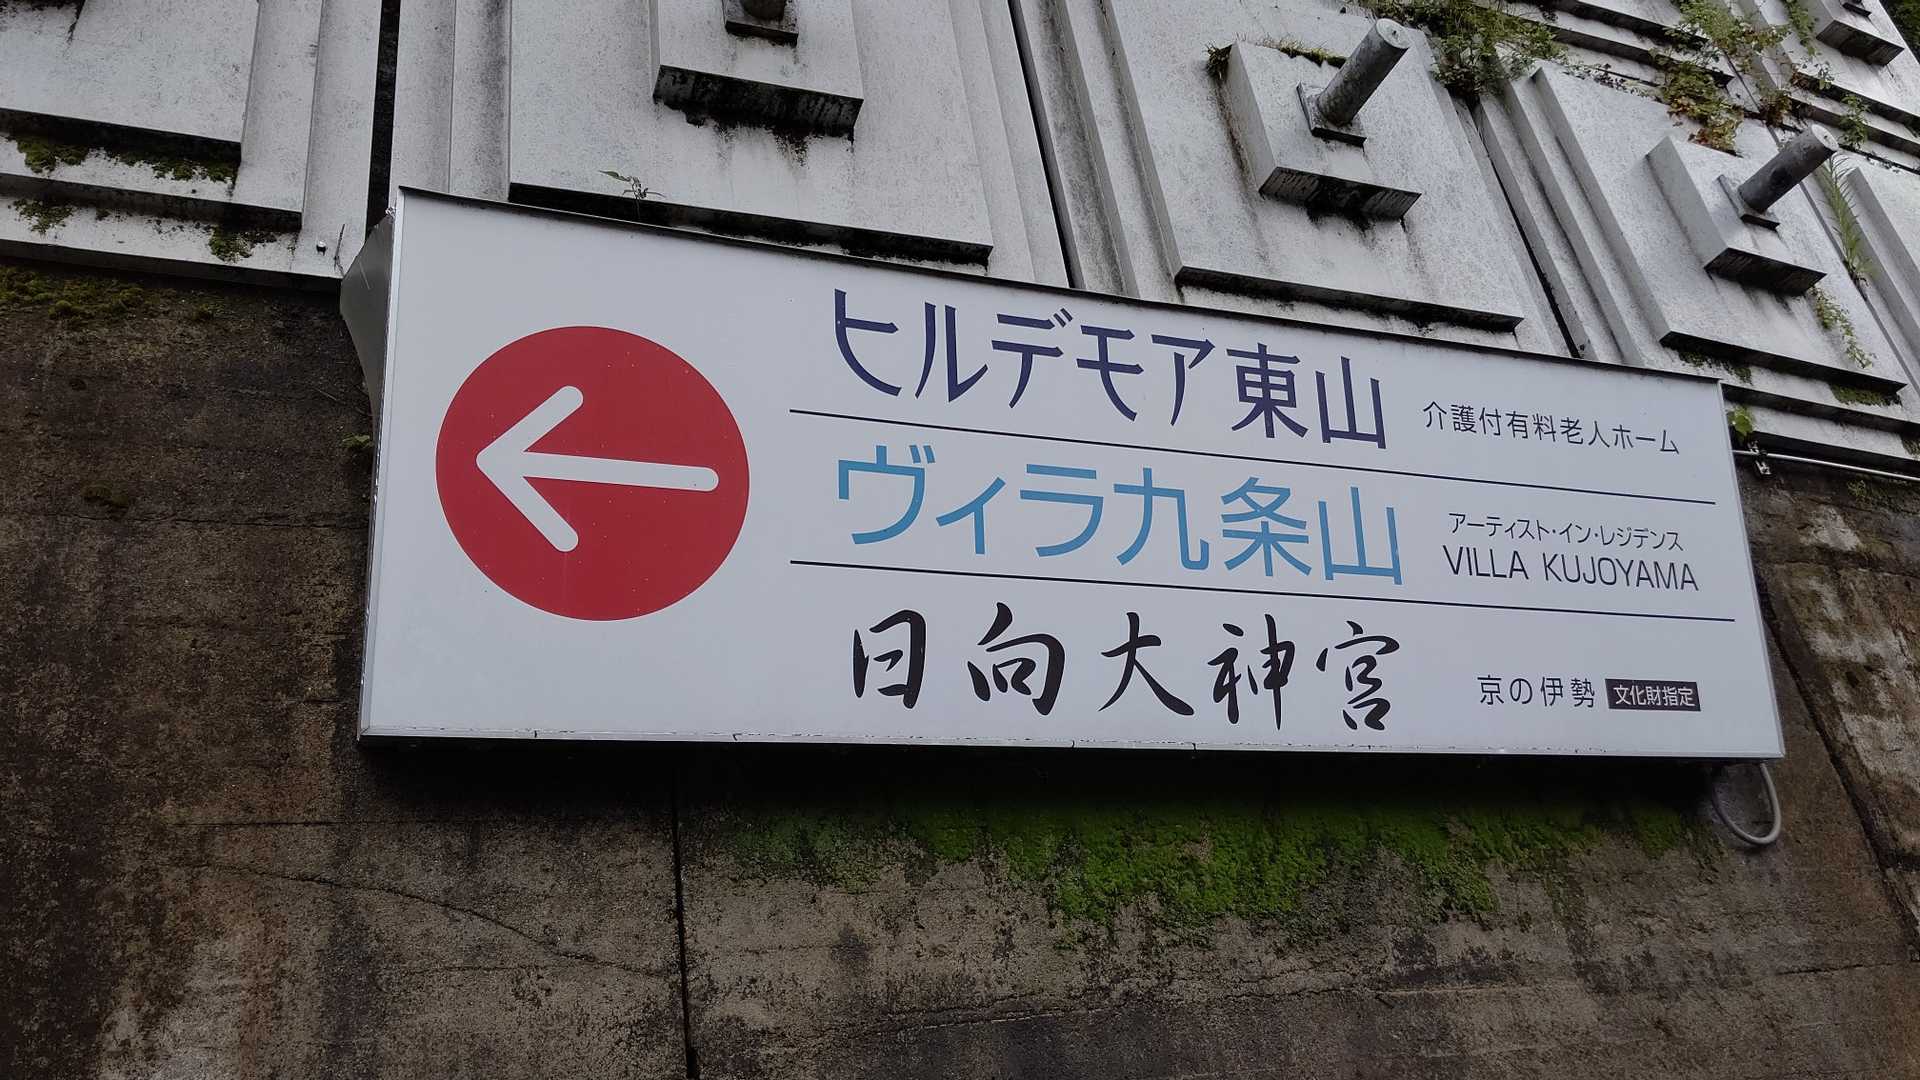 ヒルデモア東山 介護付有料老人ホーム
ヴィラ九条山 アーティスト・イン・レジデンス
VILLA KUJOYAMA
日向大神宮 京の伊勢 文化財指定